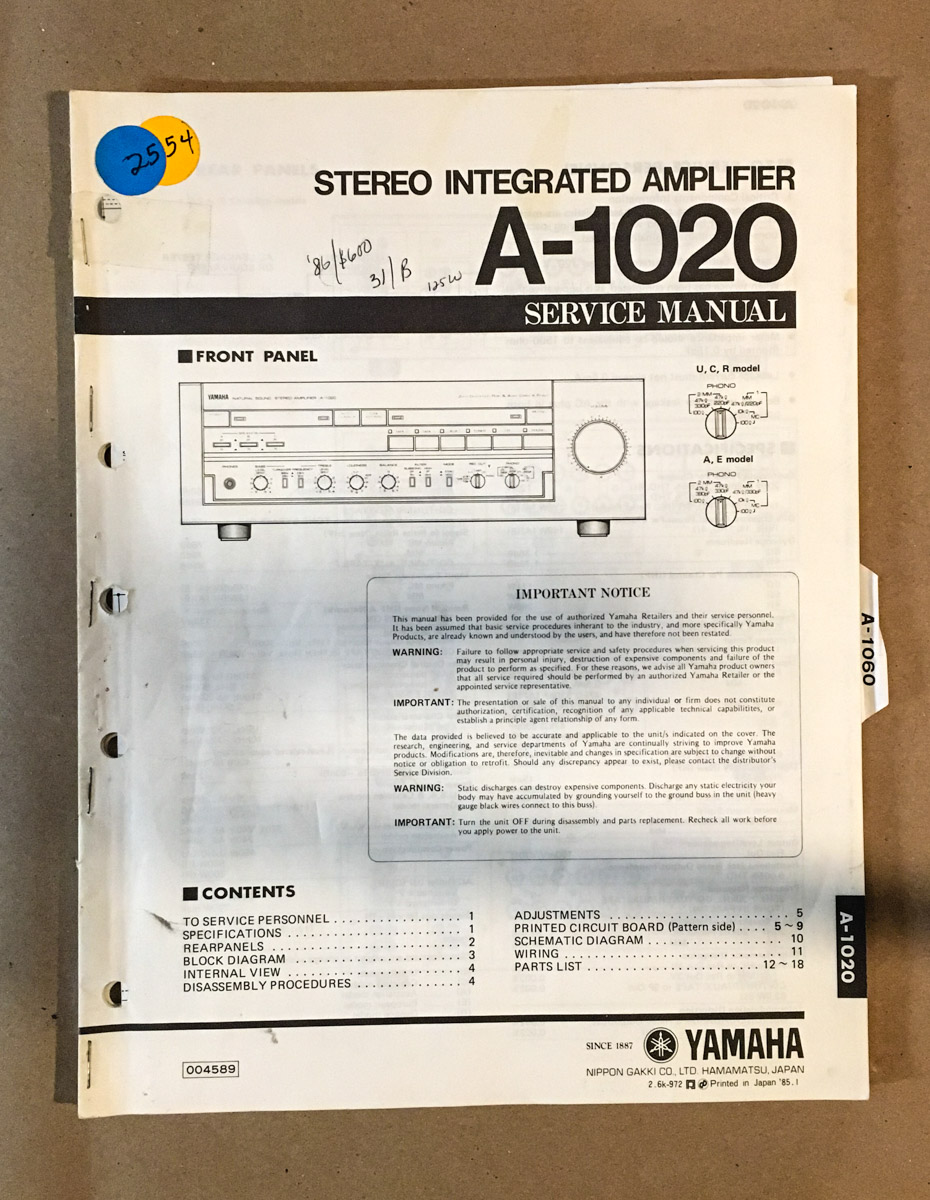 2554
STEREO INTEGRATED AMPLIFIER
A-1020
'86/$600
31/B
125W
SERVICE MANUAL
FRONT PANEL
U, C, R model
PHONO
YAMAHA NATURAL SOUND STEREO AMPLIFIER A-1020
A, E model
PHONO
IMPORTANT NOTICE
This manual has been provided for the use of authorized Yamaha Retailers and their service personnel.
It has been assumed that basic service procedures inherant to the industry, and more specifically Yamaha
Products, are already known and understood by the users, and have therefore not been restated.
WARNING: Failure to follow appropriate service and safety procedures when servicing this product
may result in personal injury, destruction of expensive components and failure of the
product to perform as specified. For these reasons, we advise all Yamaha product owners
that all service required should be performed by an authorized Yamaha Retailer or the
appointed service representative.
IMPORTANT: The presentation or sale of this manual to any individual or firm does not constitute
authorization, certification, recognition of any applicable technical capabilitites, or
establish a principle agent relationship of any form.
The data provided is believed to be accurate and applicable to the unit/s indicated on the cover. The
research, engineering, and service departments of Yamaha are continually striving to improve Yamaha
products. Modifications are, therefore, inevitable and changes in specification are subject to change without
notice or obligation to retrofit. Should any discrepancy appear to exist, please contact the distributor's
Service Division.
WARNING: Static discharges can destroy expensive components. Discharge any static electricity your
body may have accumulated by grounding yourself to the ground buss in the unit (heavy
gauge black wires connect to this buss).
IMPORTANT: Turn the unit OFF during disassembly and parts replacement. Recheck all work before
you apply power to the unit.
A-1060
CONTENTS
TO SERVICE PERSONNEL ................. 1
SPECIFICATIONS ....................... 1
REARPANELS .......................... 2
BLOCK DIAGRAM ...................... 3
INTERNAL VIEW ....................... 4
DISASSEMBLY PROCEDURES .............. 4
ADJUSTMENTS ........................ 5
PRINTED CIRCUIT BOARD (Pattern side) .... 5 ~ 9
SCHEMATIC DIAGRAM ................... 10
WIRING .............................. 11
PARTS LIST ........................ 12 ~ 18
A-1020
SINCE 1887 YAMAHA
NIPPON GAKKI CO., LTD. HAMAMATSU, JAPAN
2.6k-972 Printed in Japan '85.1
004589